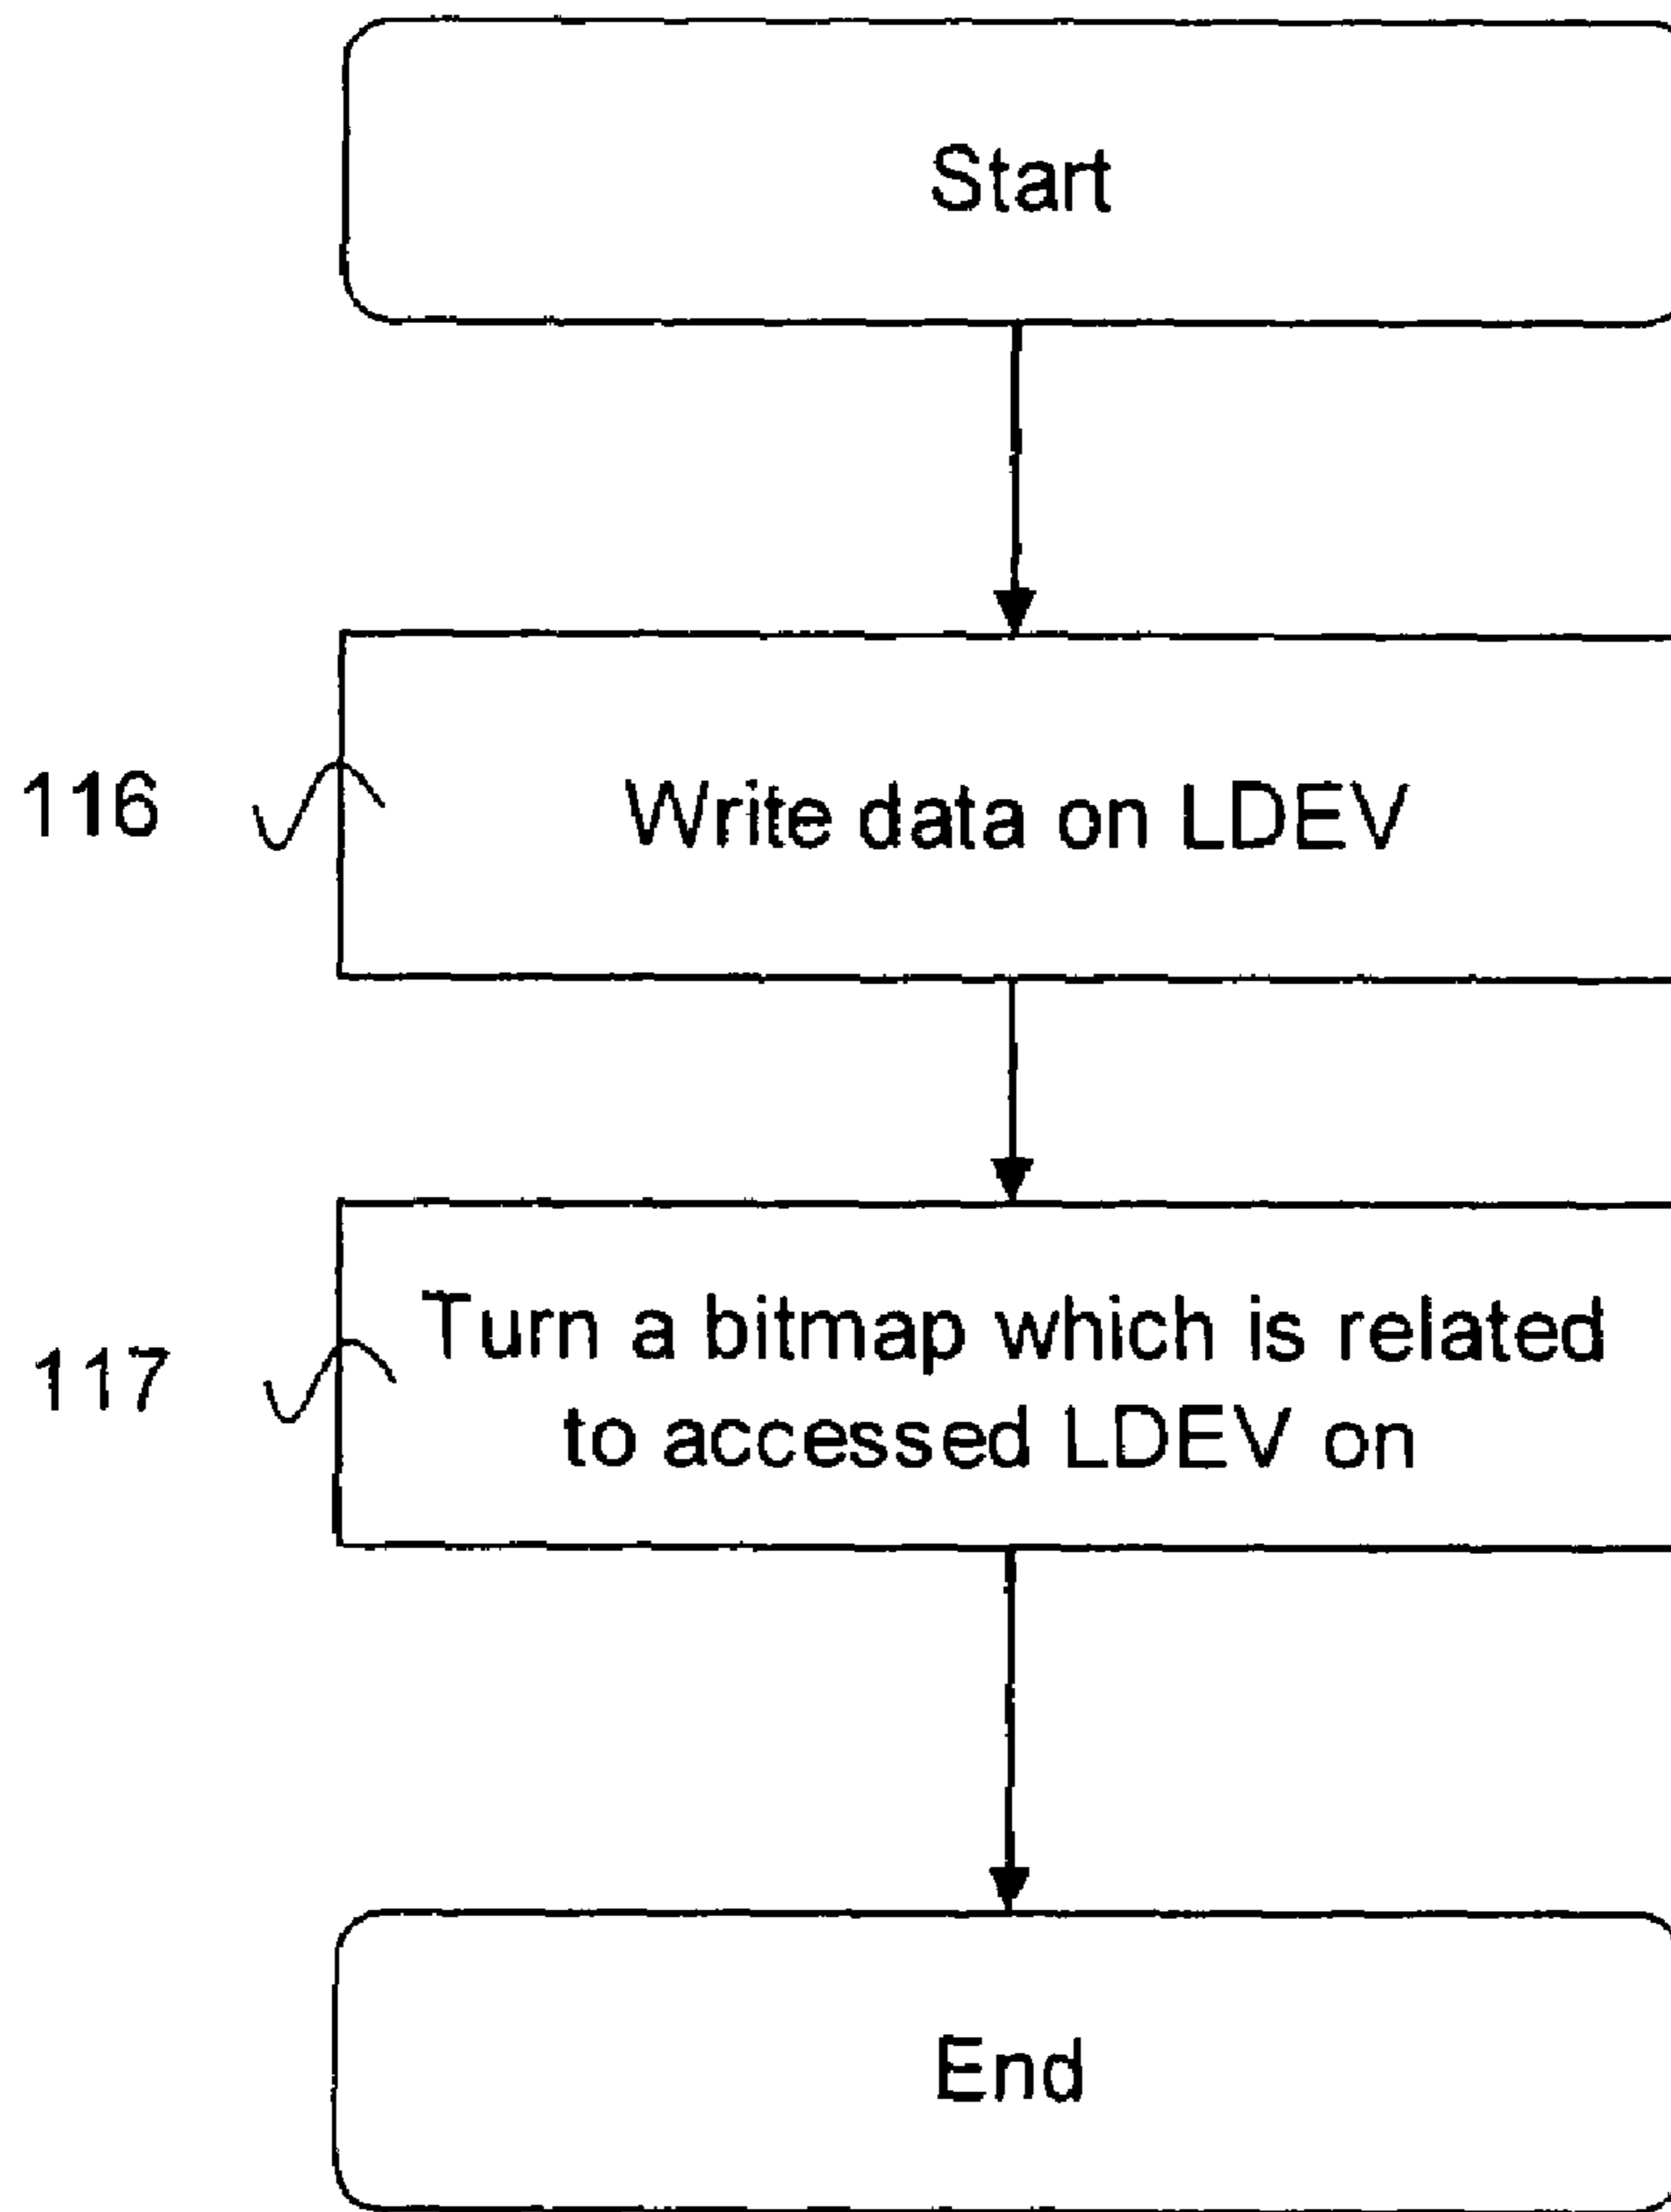 Start
116
Write data on LDEV
117
Turn a bitmap which is related
to accessed LDEV on
End